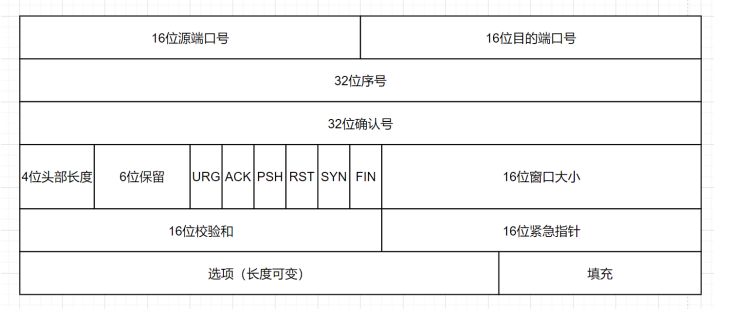 16位源端口号 16位目的端口号
32位序号
32位确认号
4位头部长度 6位保留 URG ACK PSH RST SYN FIN 16位窗口大小
16位校验和 16位紧急指针
选项（长度可变） 填充